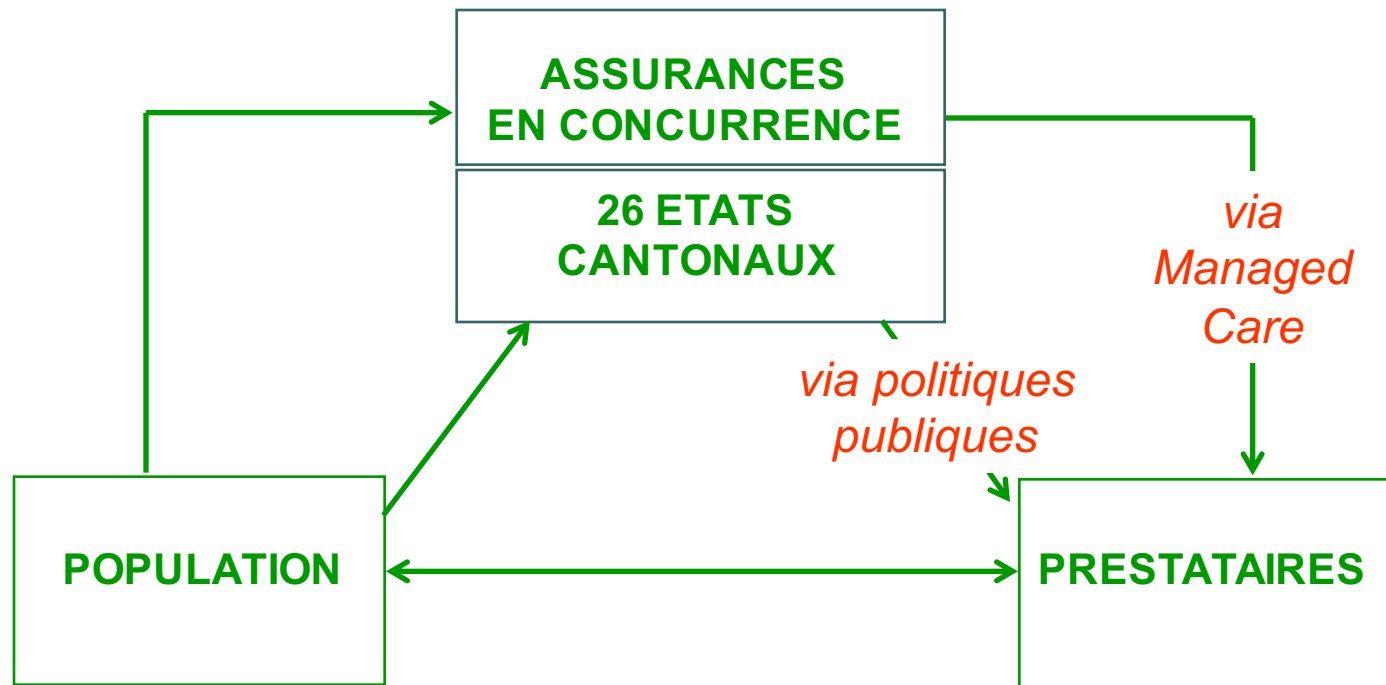 ASSURANCES
EN CONCURRENCE
26 ETATS
CANTONAUX
via
Managed
Care
via politiques
publiques
POPULATION
PRESTATAIRES